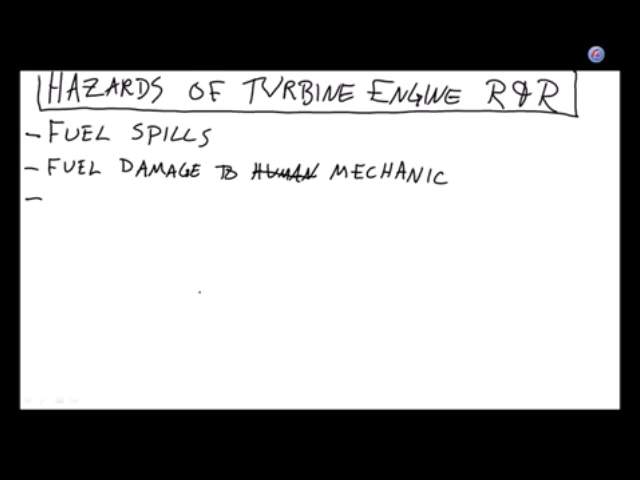 HAZARDS OF TURBINE ENGINE R&R
- FUEL SPILLS
- FUEL DAMAGE TO HUMAN MECHANIC
-